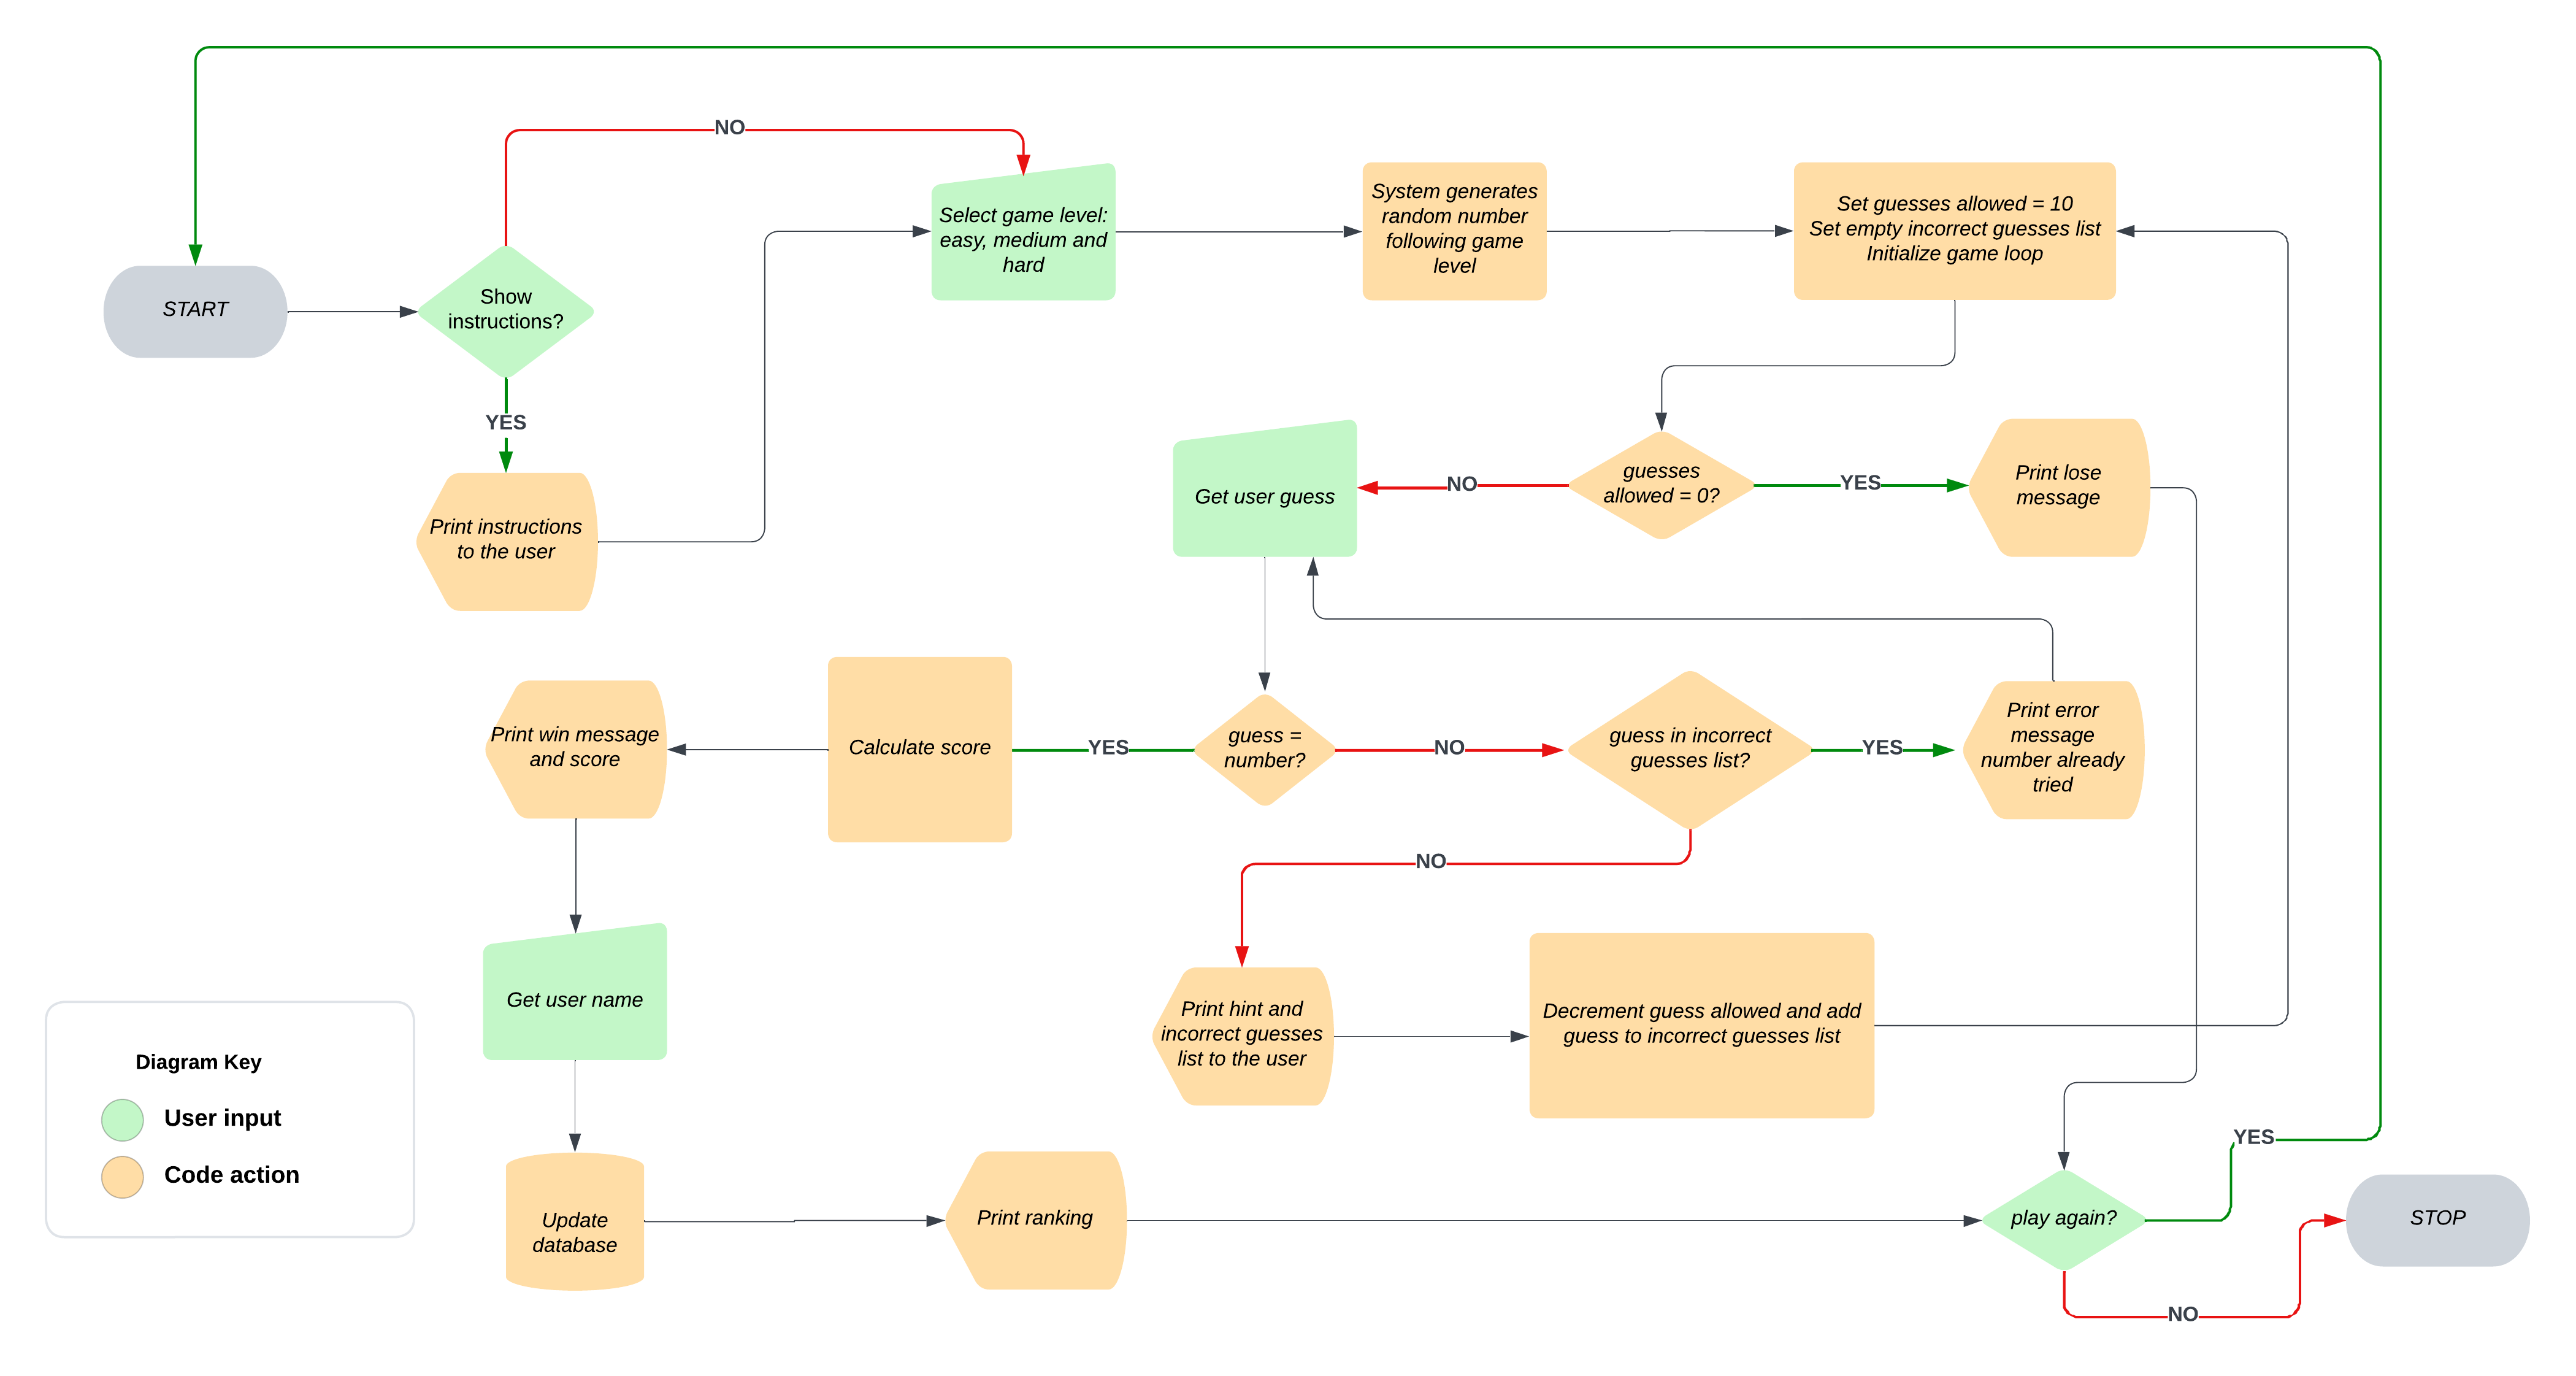 NO
Select game level:
easy, medium and
hard
System generates
random number
following game
level
Set guesses allowed = 10
Set empty incorrect guesses list
Initialize game loop
START
Show
instructions?
YES
Print instructions
to the user
Get user guess
NO
guesses
allowed = 0?
YES
Print lose
message
Print win message
and score
Calculate score
YES
guess =
number?
NO
guess in incorrect
guesses list?
YES
Print error
message
number already
tried
NO
Get user name
Print hint and
incorrect guesses
list to the user
Decrement guess allowed and add
guess to incorrect guesses list
Diagram Key
User input
Code action
Update
database
Print ranking
play again?
YES
NO
STOP